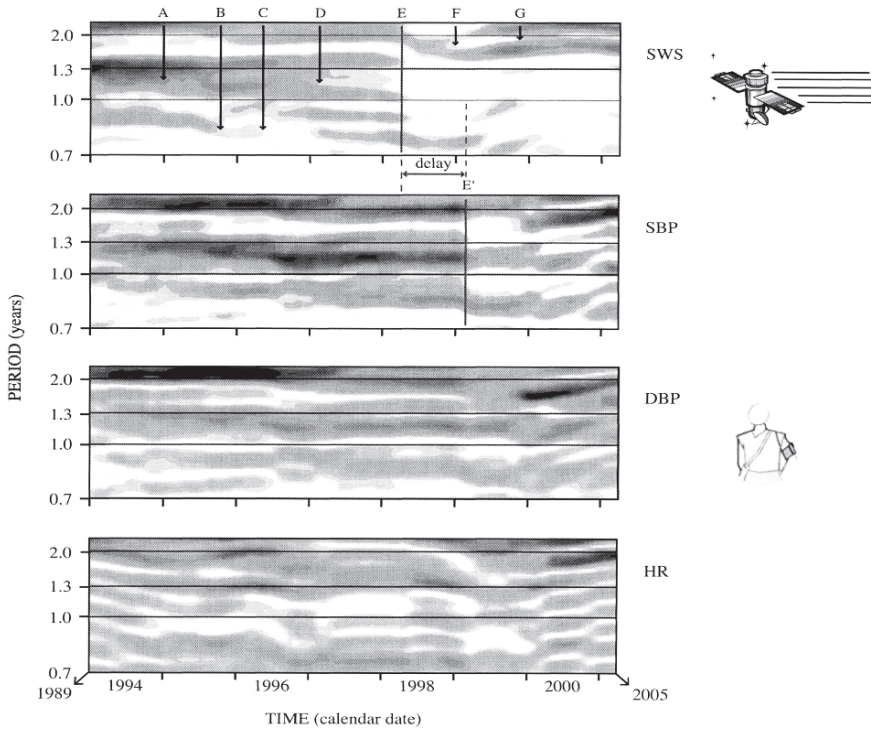 A B C D E F G
2.0
1.3
1.0
0.7
SWS
delay
E'
2.0
1.3
1.0
0.7
SBP
2.0
1.3
1.0
0.7
DBP
2.0
1.3
1.0
0.7
HR
PERIOD (years)
1989 1994 1996 1998 2000 2005
TIME (calendar date)